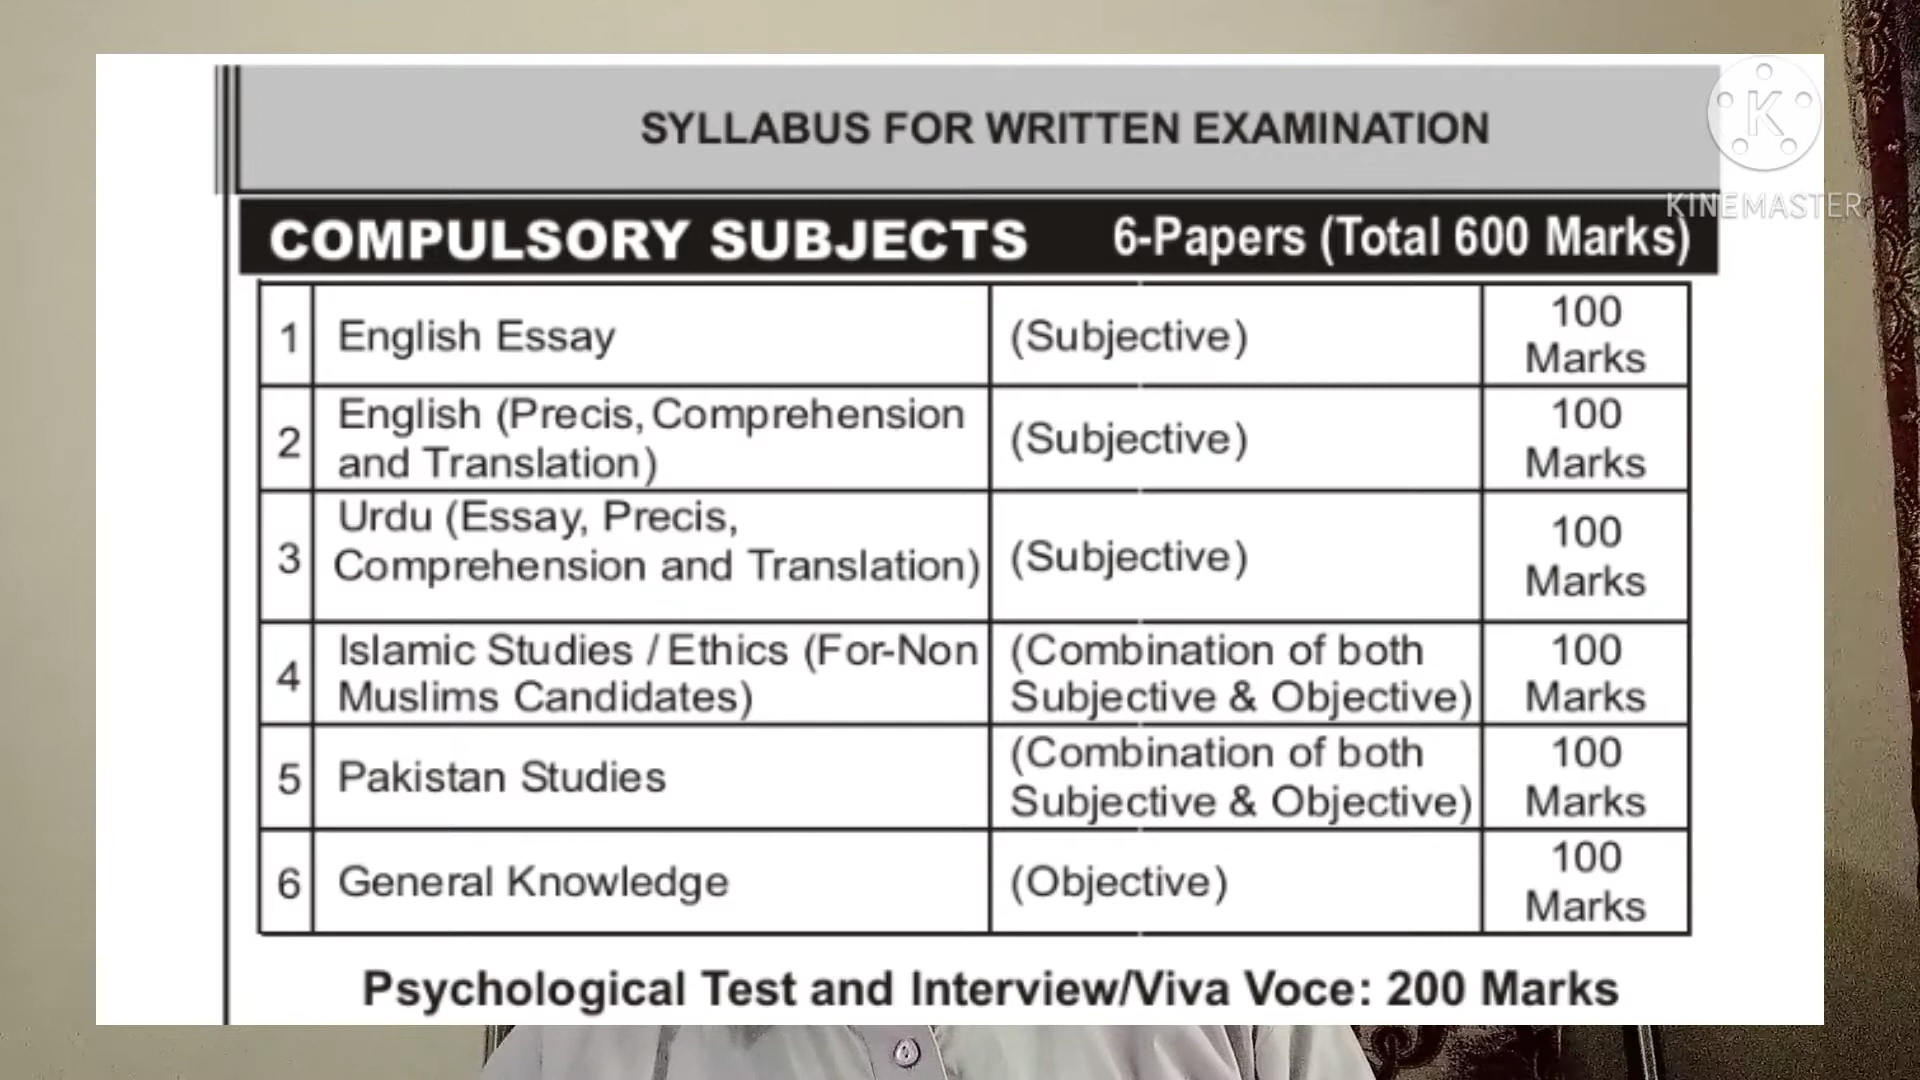 SYLLABUS FOR WRITTEN EXAMINATION
K
KINEMASTER
COMPULSORY SUBJECTS 6-Papers (Total 600 Marks)
1 English Essay (Subjective) 100 Marks
2 English (Precis, Comprehension
and Translation) (Subjective) 100 Marks
3 Urdu (Essay, Precis,
Comprehension and Translation) (Subjective) 100 Marks
4 Islamic Studies / Ethics (For-Non
Muslims Candidates) (Combination of both
Subjective & Objective) 100 Marks
5 Pakistan Studies (Combination of both
Subjective & Objective) 100 Marks
6 General Knowledge (Objective) 100 Marks
Psychological Test and Interview/Viva Voce: 200 Marks